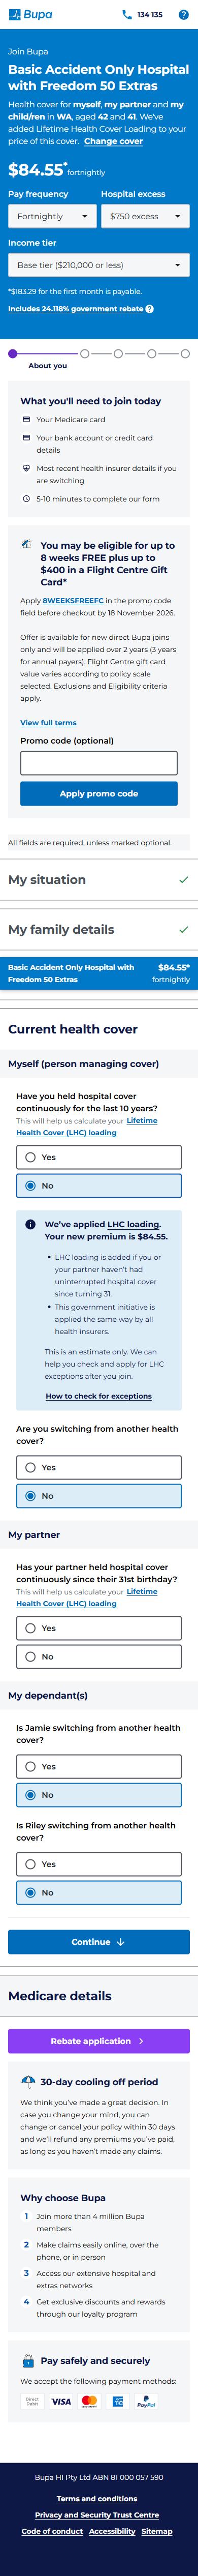 Bupa
134 135
Join Bupa
Basic Accident Only Hospital
with Freedom 50 Extras
Health cover for myself, my partner and my
child/ren in WA, aged 42 and 41. We've
added Lifetime Health Cover Loading to your
price of this cover. Change cover
$84.55* fortnightly
Pay frequency
Hospital excess
Fortnightly
$750 excess
Income tier
Base tier ($210,000 or less)
*$183.29 for the first month is payable.
Includes 24.118% government rebate
About you
What you'll need to join today
Your Medicare card
Your bank account or credit card
details
Most recent health insurer details if you
are switching
5-10 minutes to complete our form
You may be eligible for up to
8 weeks FREE plus up to
$400 in a Flight Centre Gift
Card*
Apply 8WEEKSFREEFC in the promo code
field before checkout by 18 November 2026.
Offer is available for new direct Bupa joins
only and will be applied over 2 years (3 years
for annual payers). Flight Centre gift card
value varies according to policy scale
selected. Exclusions and Eligibility criteria
apply.
View full terms
Promo code (optional)
Apply promo code
All fields are required, unless marked optional.
My situation
My family details
Basic Accident Only Hospital with
Freedom 50 Extras
$84.55*
fortnightly
Current health cover
Myself (person managing cover)
Have you held hospital cover
continuously for the last 10 years?
This will help us calculate your Lifetime
Health Cover (LHC) loading
Yes
No
We've applied LHC loading.
Your new premium is $84.55.
• LHC loading is added if you or
your partner haven't had
uninterrupted hospital cover
since turning 31.
• This government initiative is
applied the same way by all
health insurers.
This is an estimate only. We can
help you check and apply for LHC
exceptions after you join.
How to check for exceptions
Are you switching from another health
cover?
Yes
No
My partner
Has your partner held hospital cover
continuously since their 31st birthday?
This will help us calculate your Lifetime
Health Cover (LHC) loading
Yes
No
My dependant(s)
Is Jamie switching from another health
cover?
Yes
No
Is Riley switching from another health
cover?
Yes
No
Continue
Medicare details
Rebate application
30-day cooling off period
We think you've made a great decision. In
case you change your mind, you can
change or cancel your policy within 30 days
and we'll refund any premiums you've paid,
as long as you haven't made any claims.
Why choose Bupa
1 Join more than 4 million Bupa
members
2 Make claims easily online, over the
phone, or in person
3 Access our extensive hospital and
extras networks
4 Get exclusive discounts and rewards
through our loyalty program
Pay safely and securely
We accept the following payment methods:
Direct
Debit
VISA
PayPal
Bupa HI Pty Ltd ABN 81 000 057 590
Terms and conditions
Privacy and Security Trust Centre
Code of conduct Accessibility Sitemap